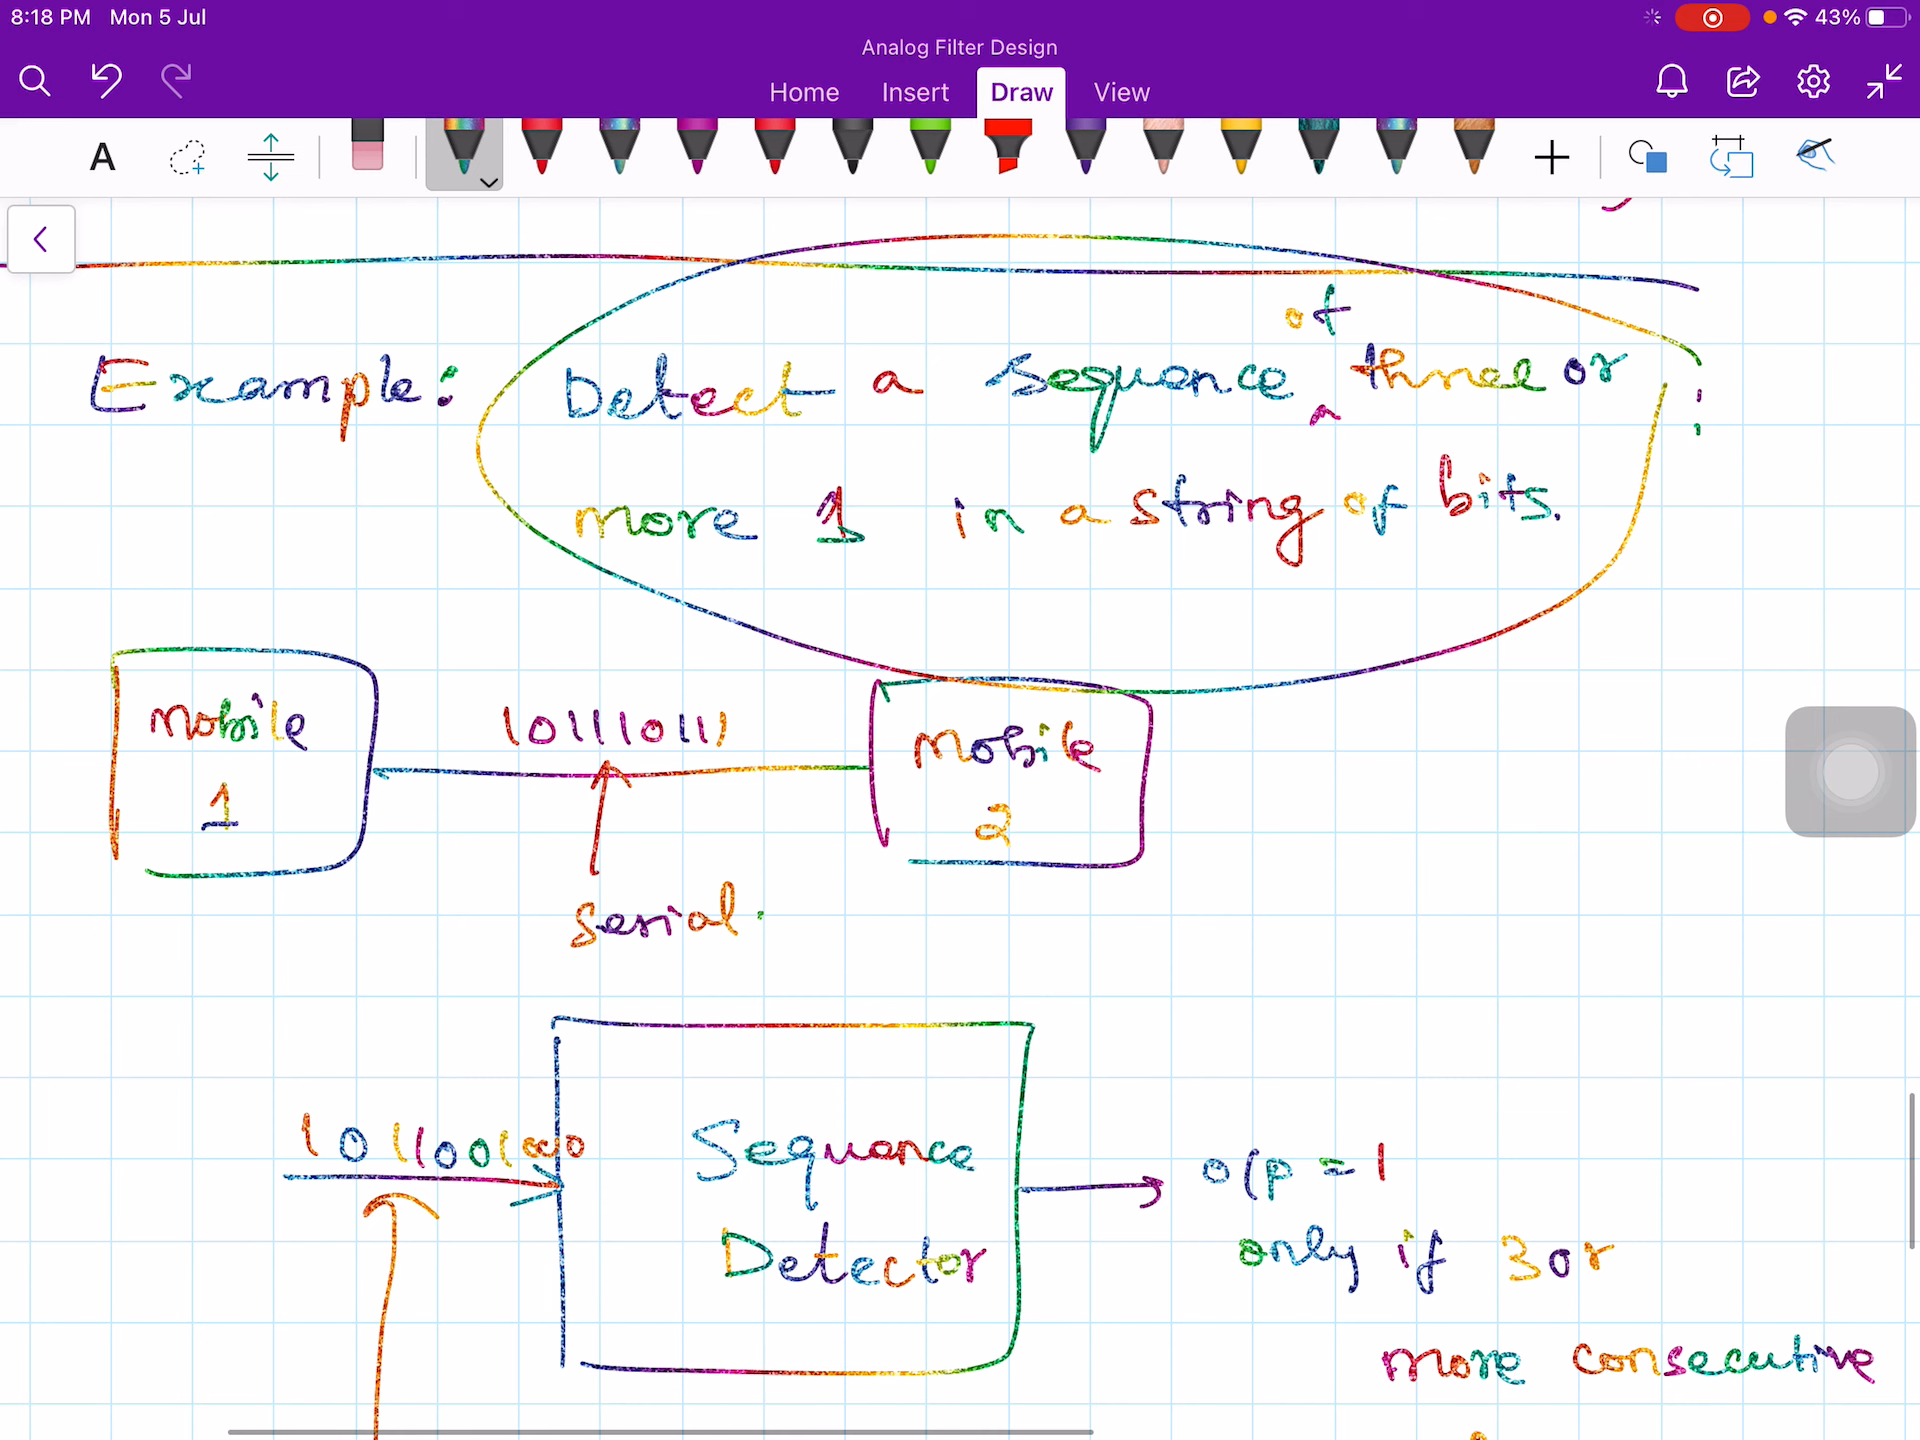 8:18 PM Mon 5 Jul
43%
Analog Filter Design
Home Insert Draw View
A
of
Example: Detect a sequence ^ three or
more 1 in a string of bits.
Mobile
1
1011110111
Mobile
2
serial.
1011001
Sequence
Detector
o/p = 1
only if 3 or
more consecutive